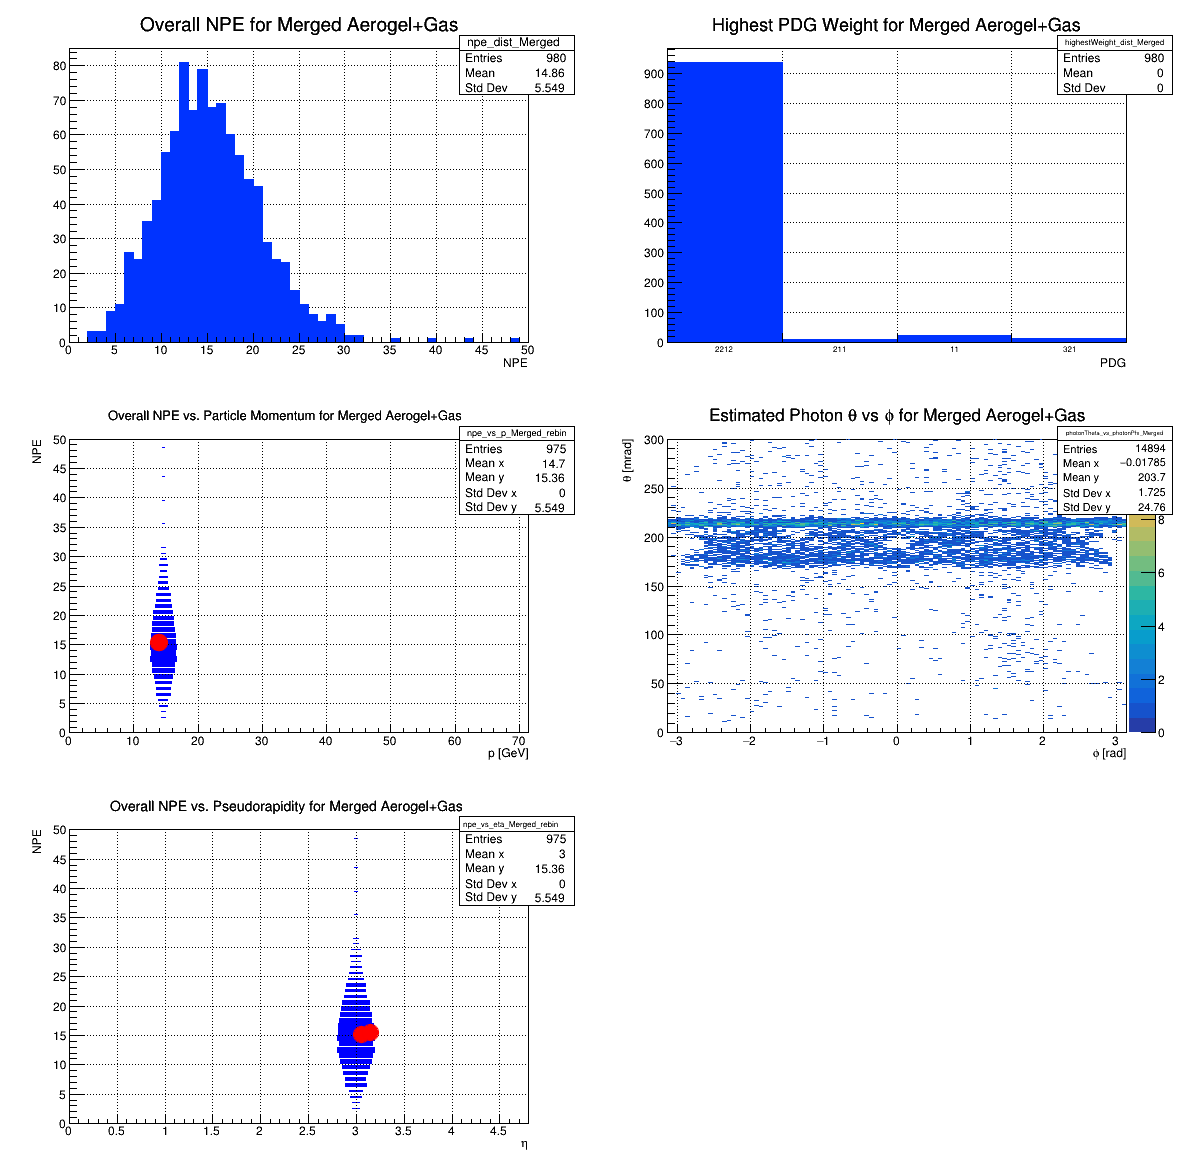 Overall NPE for Merged Aerogel+Gas
npe_dist_Merged
Entries 980
Mean 14.86
Std Dev 5.549
80
70
60
50
40
30
20
10
0
0 5 10 15 20 25 30 35 40 45 50
NPE
Highest PDG Weight for Merged Aerogel+Gas
highestWeight_dist_Merged
Entries 980
Mean 0
Std Dev 0
900
800
700
600
500
400
300
200
100
0
2212 211 11 321
PDG
Overall NPE vs. Particle Momentum for Merged Aerogel+Gas
npe_vs_p_Merged_rebin
Entries 975
Mean x 14.7
Mean y 15.36
Std Dev x 0
Std Dev y 5.549
NPE
50
45
40
35
30
25
20
15
10
5
0
0 10 20 30 40 50 60 70
p [GeV]
Estimated Photon θ vs ϕ for Merged Aerogel+Gas
photonTheta_vs_photonPhi_Merged
Entries 14894
Mean x −0.01785
Mean y 203.7
Std Dev x 1.725
Std Dev y 24.76
θ [mrad]
300
250
200
150
100
50
0
−3 −2 −1 0 1 2 3
ϕ [rad]
8
6
4
2
0
Overall NPE vs. Pseudorapidity for Merged Aerogel+Gas
npe_vs_eta_Merged_rebin
Entries 975
Mean x 3
Mean y 15.36
Std Dev x 0
Std Dev y 5.549
NPE
50
45
40
35
30
25
20
15
10
5
0
0 0.5 1 1.5 2 2.5 3 3.5 4 4.5
η